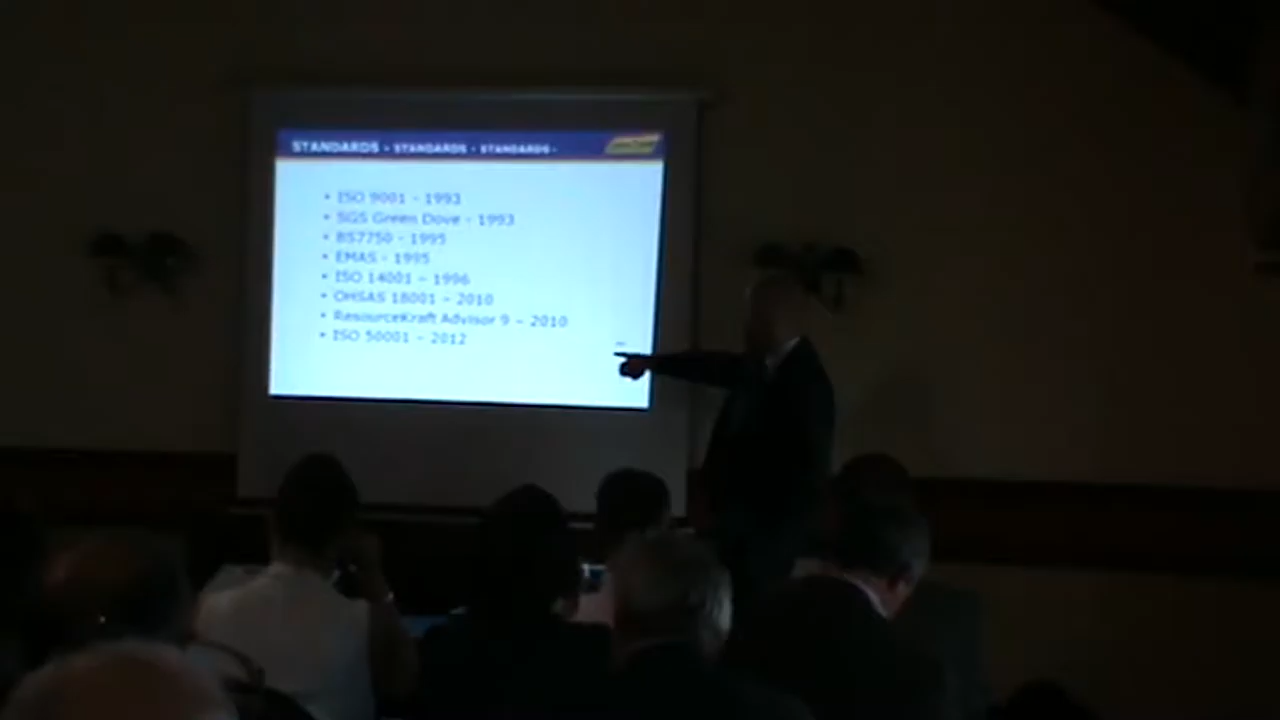 STANDARDS - STANDARDS - STANDARDS -
• ISO 9001 - 1993
• SGS Green Dove - 1993
• BS7750 - 1995
• EMAS - 1995
• ISO 14001 - 1996
• OHSAS 18001 - 2010
• ResourceKraft Advisor 9 - 2010
• ISO 50001 - 2012